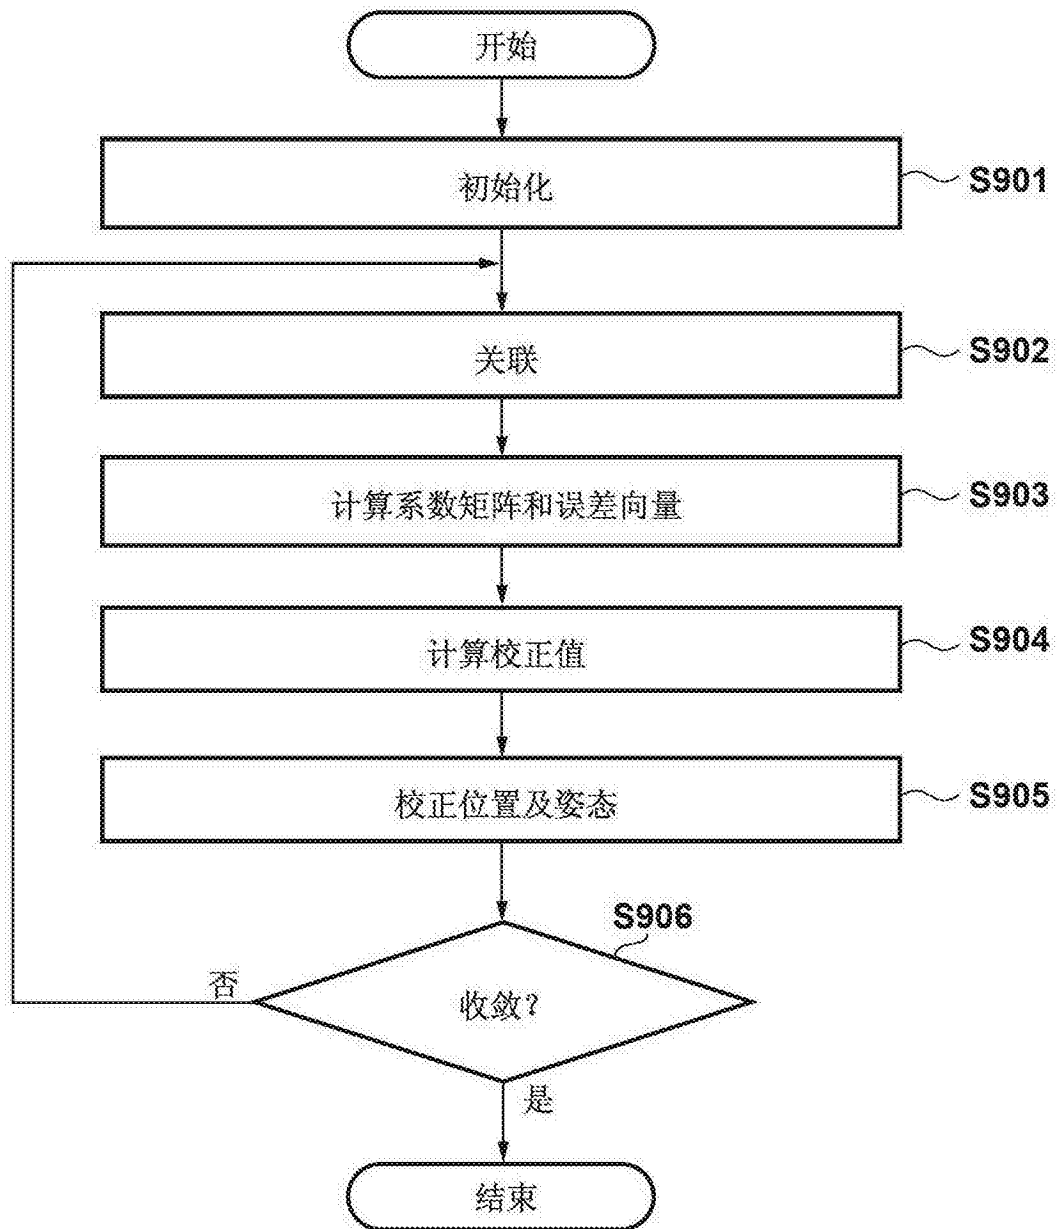 开始
初始化
S901
关联
S902
计算系数矩阵和误差向量
S903
计算校正值
S904
校正位置及姿态
S905
S906
收敛?
否
是
结束